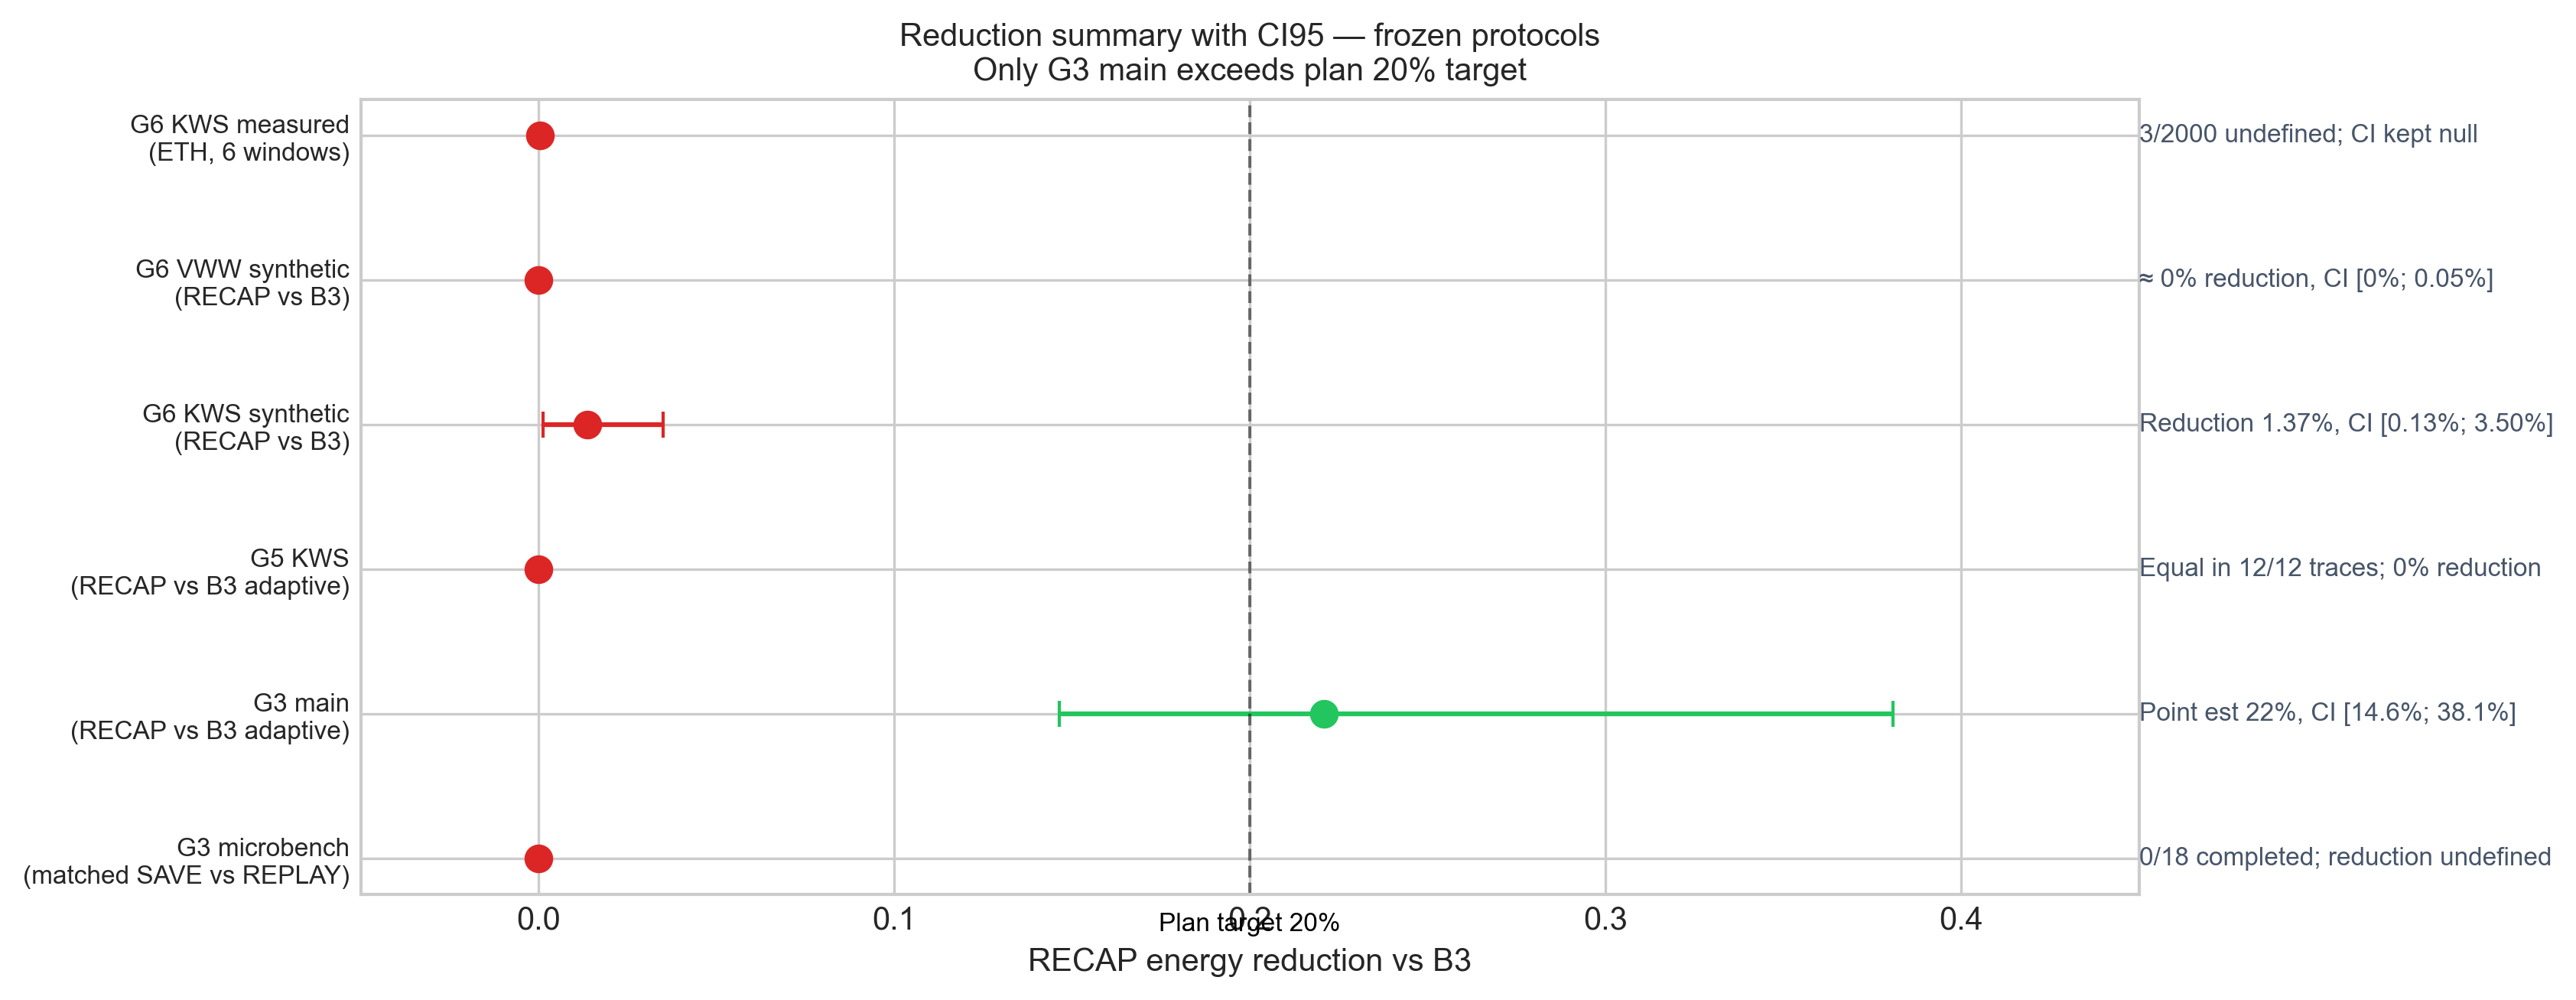 Reduction summary with CI95 — frozen protocols
Only G3 main exceeds plan 20% target
G6 KWS measured
(ETH, 6 windows)
3/2000 undefined; CI kept null
G6 VWW synthetic
(RECAP vs B3)
≈ 0% reduction, CI [0%; 0.05%]
G6 KWS synthetic
(RECAP vs B3)
Reduction 1.37%, CI [0.13%; 3.50%]
G5 KWS
(RECAP vs B3 adaptive)
Equal in 12/12 traces; 0% reduction
G3 main
(RECAP vs B3 adaptive)
Point est 22%, CI [14.6%; 38.1%]
G3 microbench
(matched SAVE vs REPLAY)
0/18 completed; reduction undefined
0.0 0.1 0.2 0.3 0.4
Plan target 20%
RECAP energy reduction vs B3